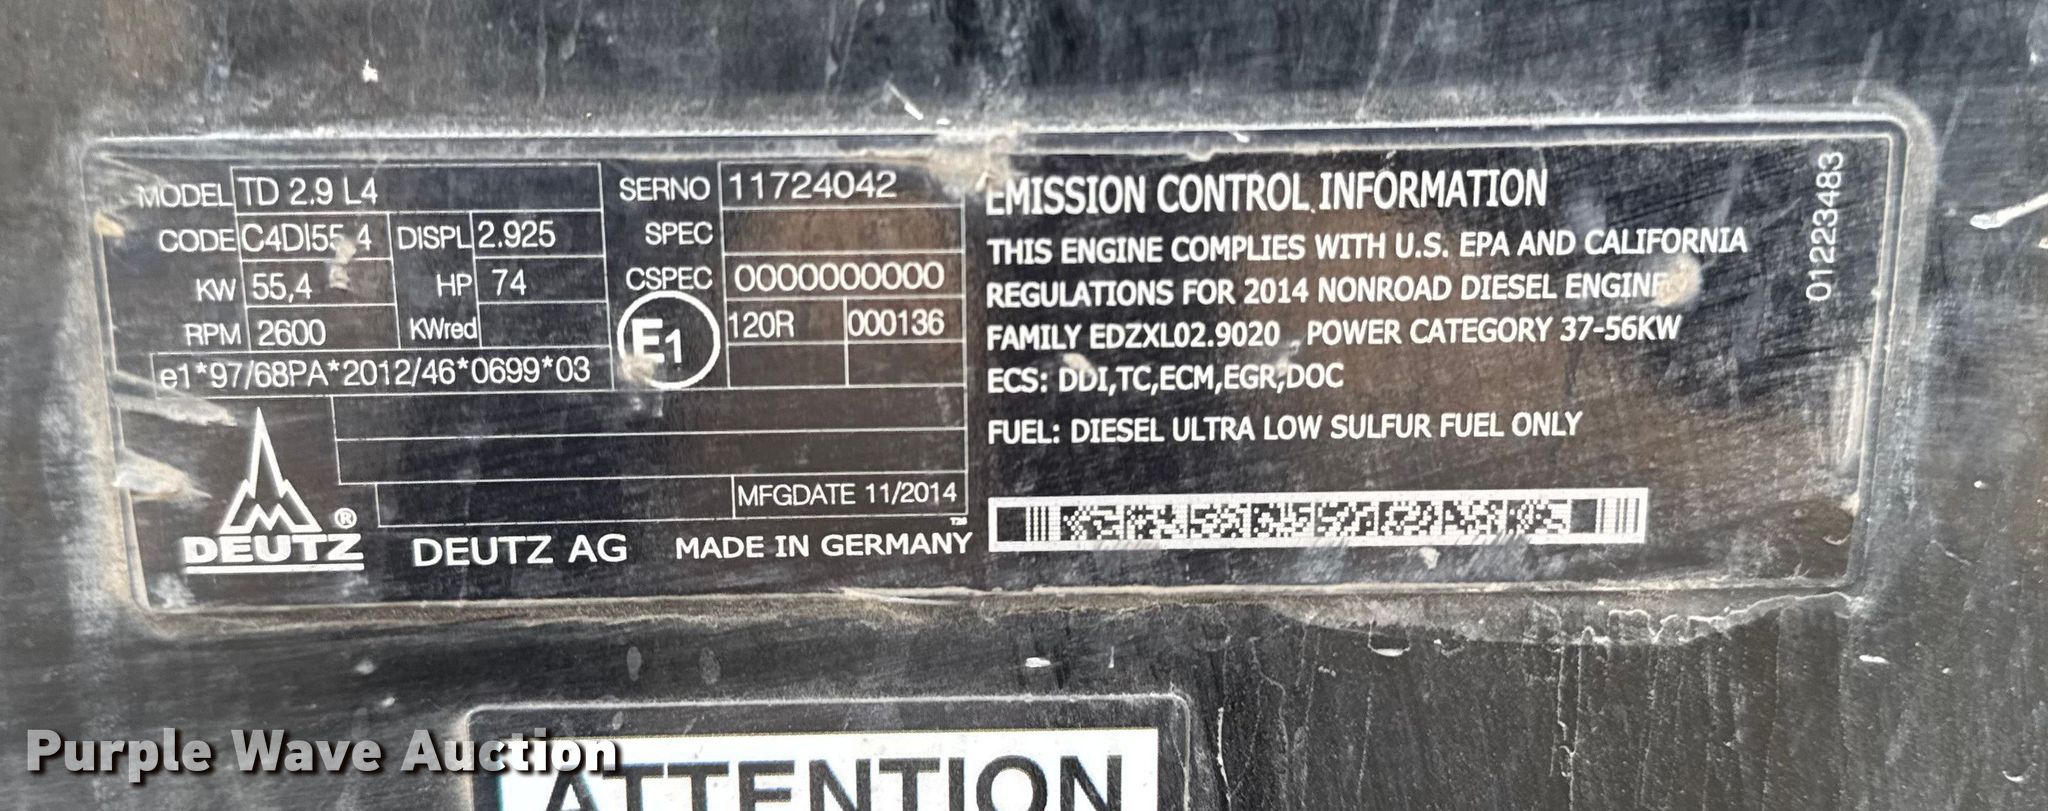 MODEL TD 2.9 L4
CODE C4DI55,4 DISPL 2.925
KW 55,4 HP 74
RPM 2600 KWred
e1*97/68PA*2012/46*0699*03
SERNO 11724042
SPEC
CSPEC 0000000000
E1 120R 000136
MFGDATE 11/2014
DEUTZ ® DEUTZ AG MADE IN GERMANY
EMISSION CONTROL INFORMATION
THIS ENGINE COMPLIES WITH U.S. EPA AND CALIFORNIA
REGULATIONS FOR 2014 NONROAD DIESEL ENGINE
FAMILY EDZXL02.9020 , POWER CATEGORY 37-56KW
ECS: DDI,TC,ECM,EGR,DOC
FUEL: DIESEL ULTRA LOW SULFUR FUEL ONLY
01223483
ATTENTION
Purple Wave Auction